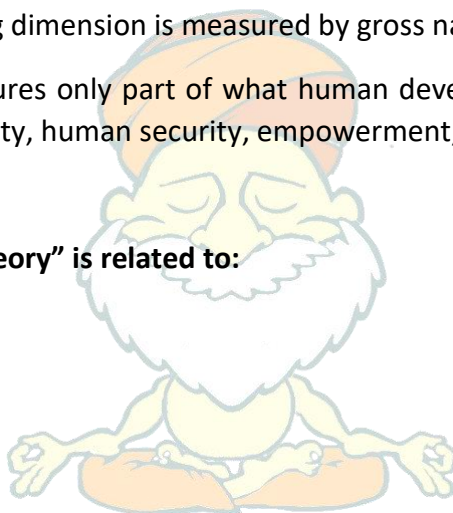 g dimension is measured by gross na
ures only part of what human deve
ty, human security, empowerment,
eory” is related to: